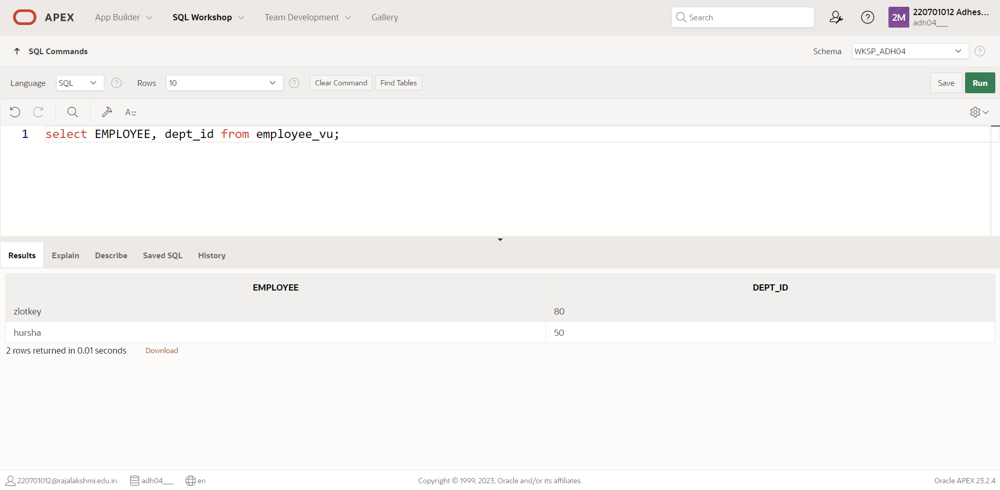 APEX App Builder SQL Workshop Team Development Gallery Search 2M 220701012 Adhes...
adh04___
SQL Commands Schema WKSP_ADH04
Language SQL Rows 10 Clear Command Find Tables Save Run
A::
1 select EMPLOYEE, dept_id from employee_vu;
Results Explain Describe Saved SQL History
EMPLOYEE DEPT_ID
zlotkey 80
hursha 50
2 rows returned in 0.01 seconds Download
220701012@rajalakshmi.edu.in adh04___ en Copyright © 1999, 2023, Oracle and/or its affiliates. Oracle APEX 23.2.4